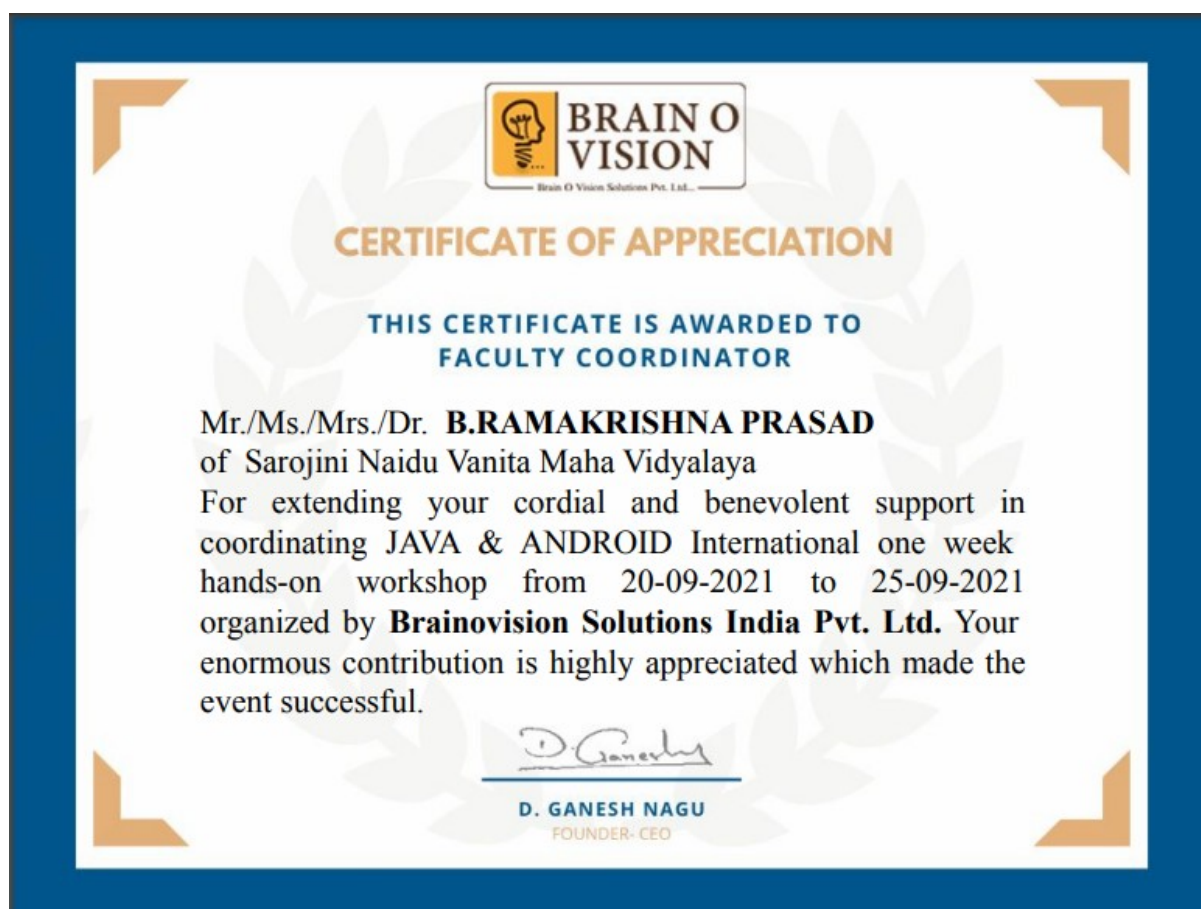 BRAIN O
VISION
Brain O Vision Solutions Pvt. Ltd...
CERTIFICATE OF APPRECIATION
THIS CERTIFICATE IS AWARDED TO
FACULTY COORDINATOR
Mr./Ms./Mrs./Dr. B.RAMAKRISHNA PRASAD
of Sarojini Naidu Vanita Maha Vidyalaya
For extending your cordial and benevolent support in
coordinating JAVA & ANDROID International one week
hands-on workshop from 20-09-2021 to 25-09-2021
organized by Brainovision Solutions India Pvt. Ltd. Your
enormous contribution is highly appreciated which made the
event successful.
D. Ganesh
D. GANESH NAGU
FOUNDER- CEO